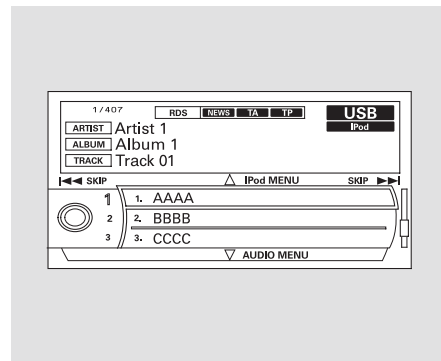 1/407 RDS NEWS TA TP USB
iPod
ARTIST Artist 1
ALBUM Album 1
TRACK Track 01
SKIP iPod MENU SKIP
1 1. AAAA
2 2. BBBB
3 3. CCCC
AUDIO MENU